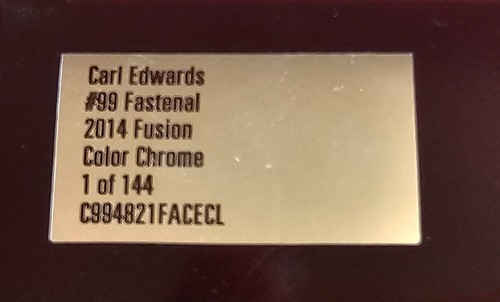 Carl Edwards
#99 Fastenal
2014 Fusion
Color Chrome
1 of 144
C994821FACECL